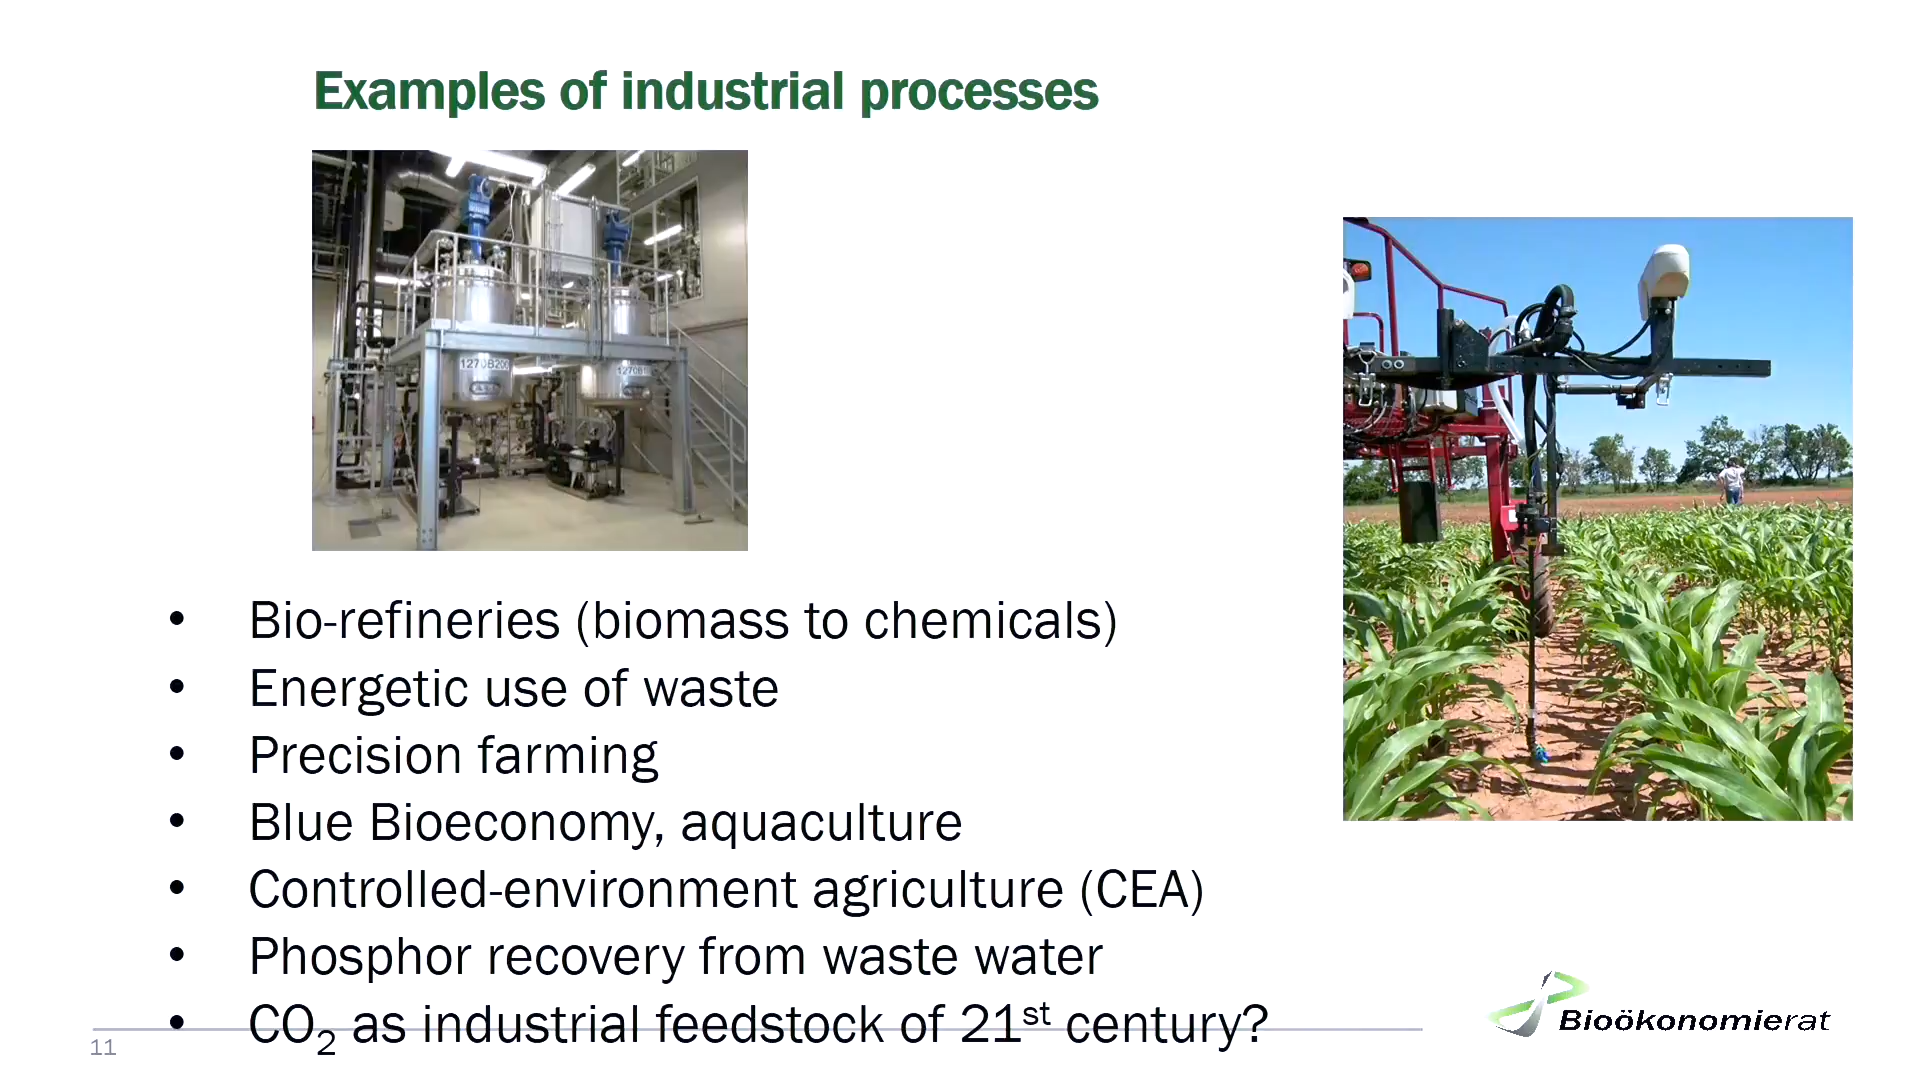 Examples of industrial processes
1270B200
• Bio-refineries (biomass to chemicals)
• Energetic use of waste
• Precision farming
• Blue Bioeconomy, aquaculture
• Controlled-environment agriculture (CEA)
• Phosphor recovery from waste water
• CO₂ as industrial feedstock of 21st century?
11
Bioökonomierat